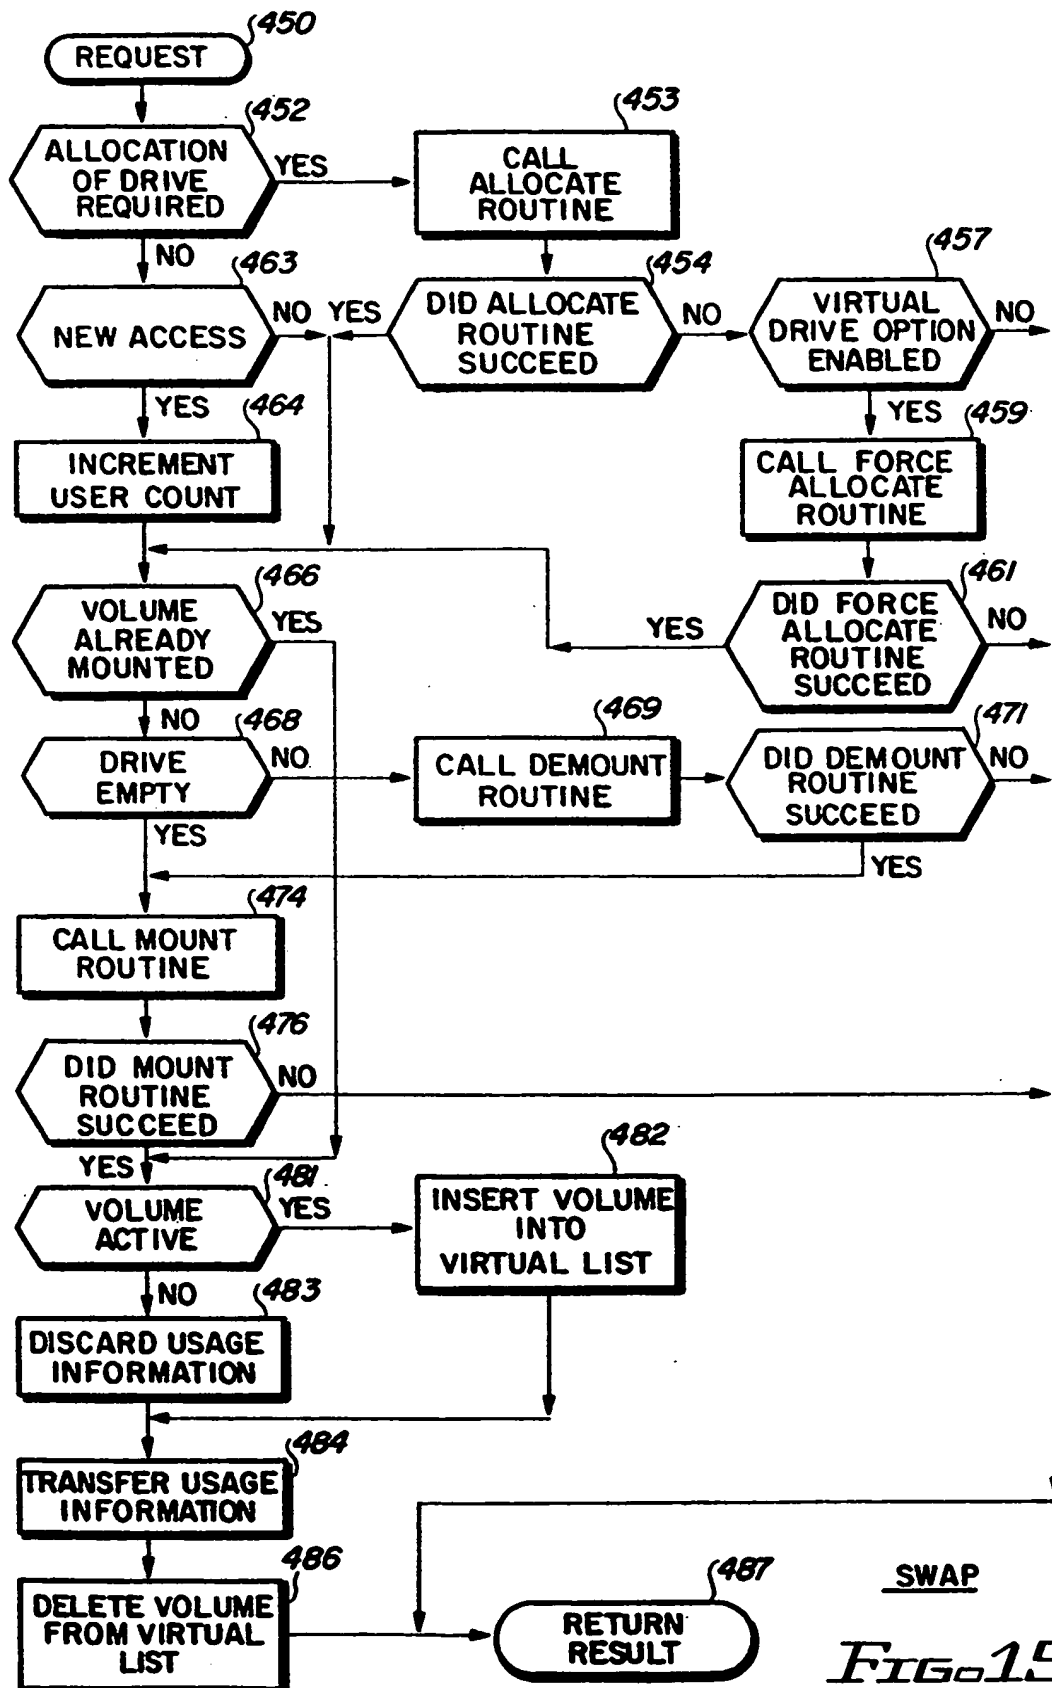 450
REQUEST
452
ALLOCATION
OF DRIVE
REQUIRED
YES
453
CALL
ALLOCATE
ROUTINE
NO
463
NEW ACCESS
NO
YES
454
DID ALLOCATE
ROUTINE
SUCCEED
NO
457
VIRTUAL
DRIVE OPTION
ENABLED
NO
YES
464
INCREMENT
USER COUNT
YES
459
CALL FORCE
ALLOCATE
ROUTINE
466
VOLUME
ALREADY
MOUNTED
YES
YES
461
DID FORCE
ALLOCATE
ROUTINE
SUCCEED
NO
NO
468
DRIVE
EMPTY
NO
469
CALL DEMOUNT
ROUTINE
471
DID DEMOUNT
ROUTINE
SUCCEED
NO
YES
YES
474
CALL MOUNT
ROUTINE
476
DID MOUNT
ROUTINE
SUCCEED
NO
YES
481
VOLUME
ACTIVE
YES
482
INSERT VOLUME
INTO
VIRTUAL LIST
NO
483
DISCARD USAGE
INFORMATION
484
TRANSFER USAGE
INFORMATION
486
DELETE VOLUME
FROM VIRTUAL
LIST
487
RETURN
RESULT
SWAP
FIG. 15